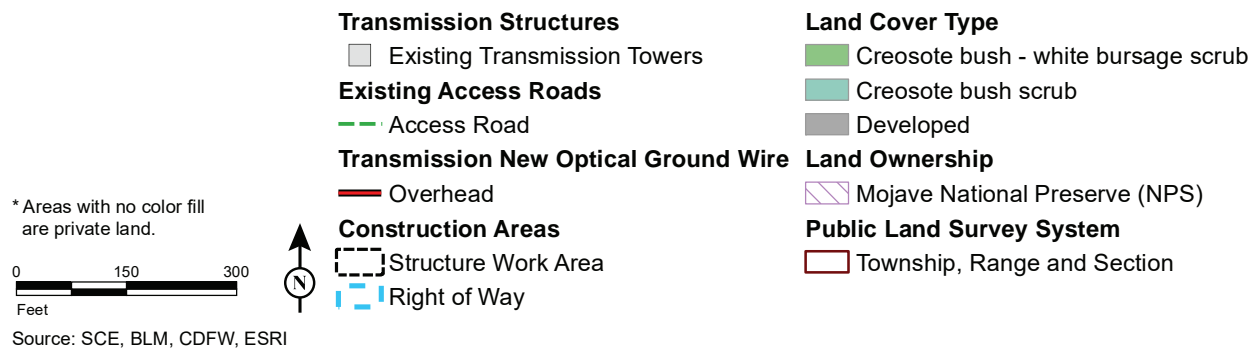 Transmission Structures
Existing Transmission Towers
Existing Access Roads
Access Road
Transmission New Optical Ground Wire
Overhead
Construction Areas
Structure Work Area
Right of Way
Land Cover Type
Creosote bush - white bursage scrub
Creosote bush scrub
Developed
Land Ownership
Mojave National Preserve (NPS)
Public Land Survey System
Township, Range and Section
* Areas with no color fill
are private land.
0 150 300
Feet
N
Source: SCE, BLM, CDFW, ESRI